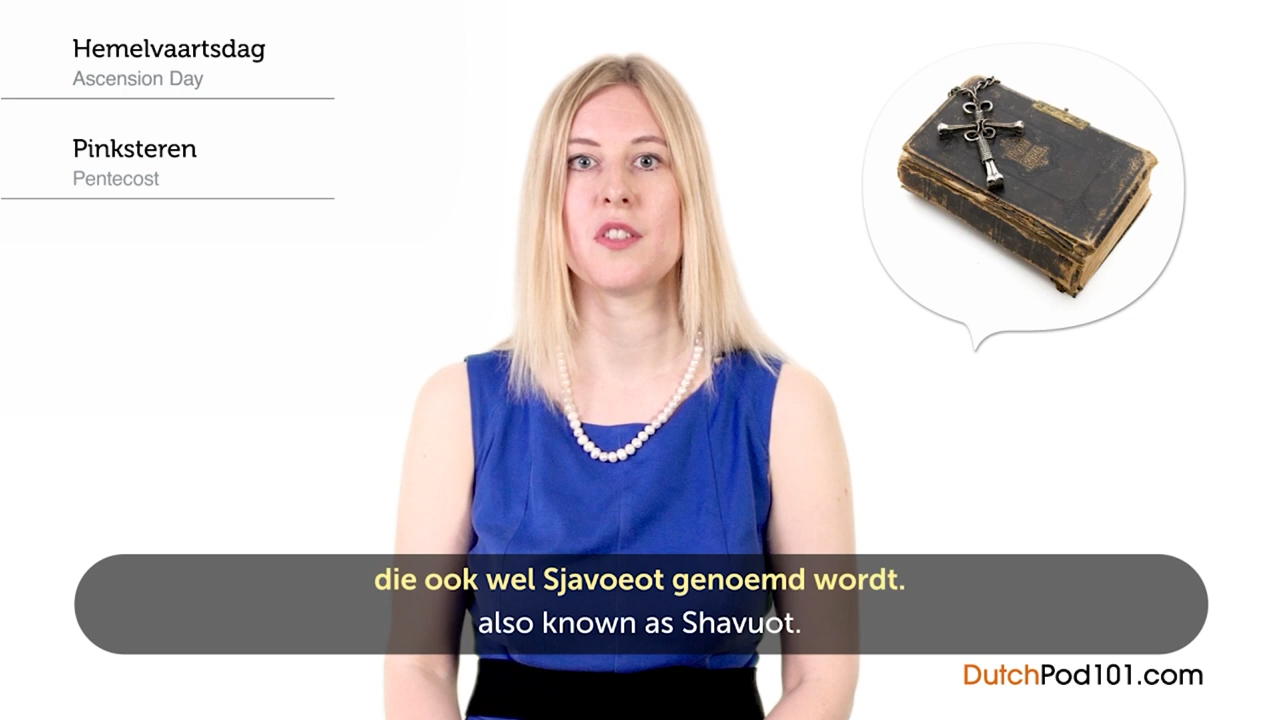 Hemelvaartsdag
Ascension Day
Pinksteren
Pentecost
die ook wel Sjavoeot genoemd wordt.
also known as Shavuot.
DutchPod101.com